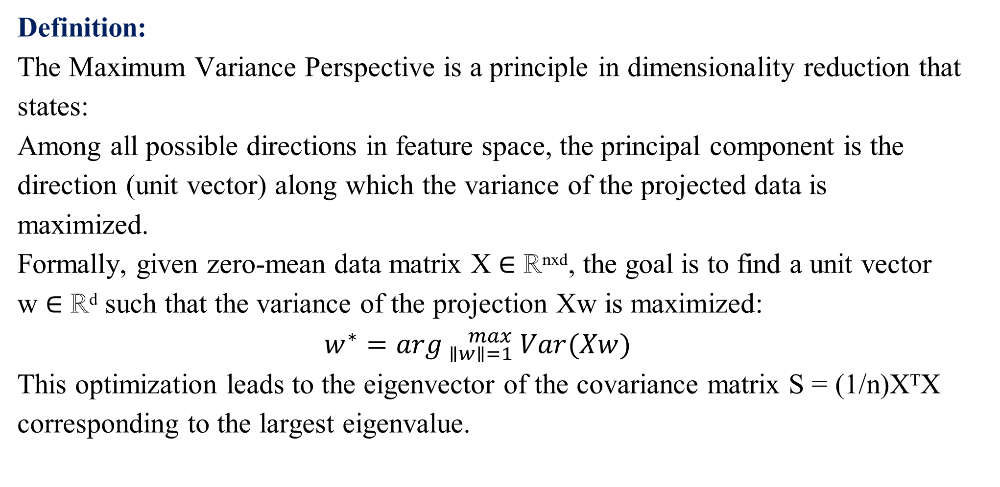 Definition:
The Maximum Variance Perspective is a principle in dimensionality reduction that
states:
Among all possible directions in feature space, the principal component is the
direction (unit vector) along which the variance of the projected data is
maximized.
Formally, given zero-mean data matrix X ∈ ℝⁿˣᵈ, the goal is to find a unit vector
w ∈ ℝᵈ such that the variance of the projection Xw is maximized:
w* = arg max ‖w‖=1 Var(Xw)
This optimization leads to the eigenvector of the covariance matrix S = (1/n)XᵀX
corresponding to the largest eigenvalue.